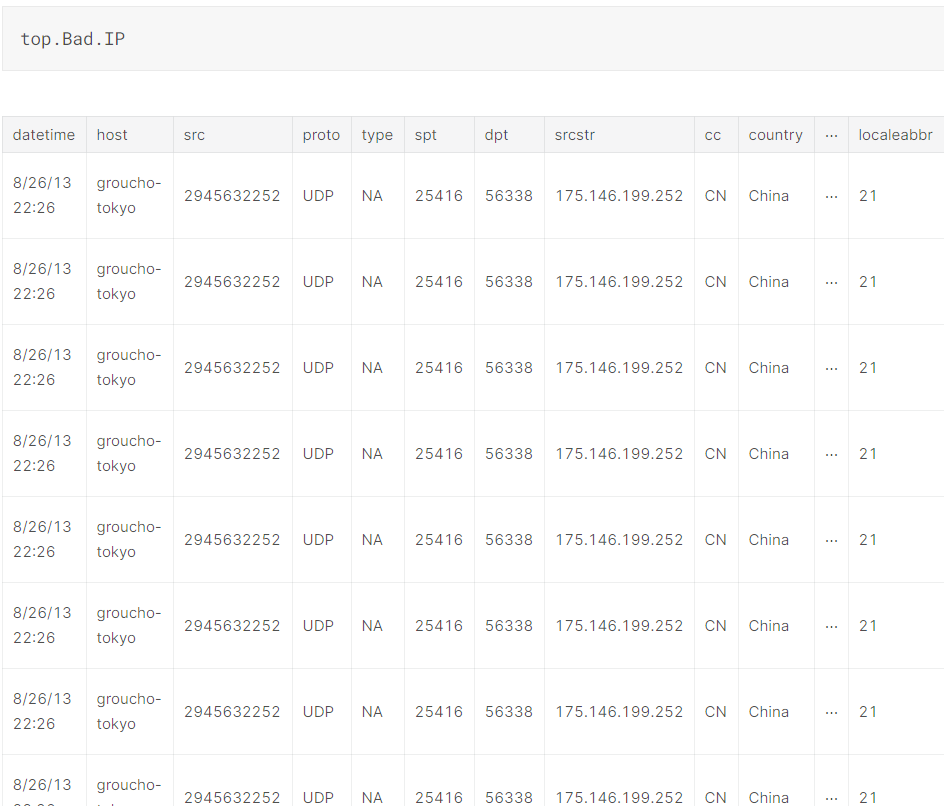 top.Bad.IP
datetime host src proto type spt dpt srcstr cc country ... localeabbr
8/26/13 groucho-
22:26 tokyo 2945632252 UDP NA 25416 56338 175.146.199.252 CN China ... 21
8/26/13 groucho-
22:26 tokyo 2945632252 UDP NA 25416 56338 175.146.199.252 CN China ... 21
8/26/13 groucho-
22:26 tokyo 2945632252 UDP NA 25416 56338 175.146.199.252 CN China ... 21
8/26/13 groucho-
22:26 tokyo 2945632252 UDP NA 25416 56338 175.146.199.252 CN China ... 21
8/26/13 groucho-
22:26 tokyo 2945632252 UDP NA 25416 56338 175.146.199.252 CN China ... 21
8/26/13 groucho-
22:26 tokyo 2945632252 UDP NA 25416 56338 175.146.199.252 CN China ... 21
8/26/13 groucho-
22:26 tokyo 2945632252 UDP NA 25416 56338 175.146.199.252 CN China ... 21
8/26/13 groucho-
2945632252 UDP NA 25416 56338 175.146.199.252 CN China ... 21